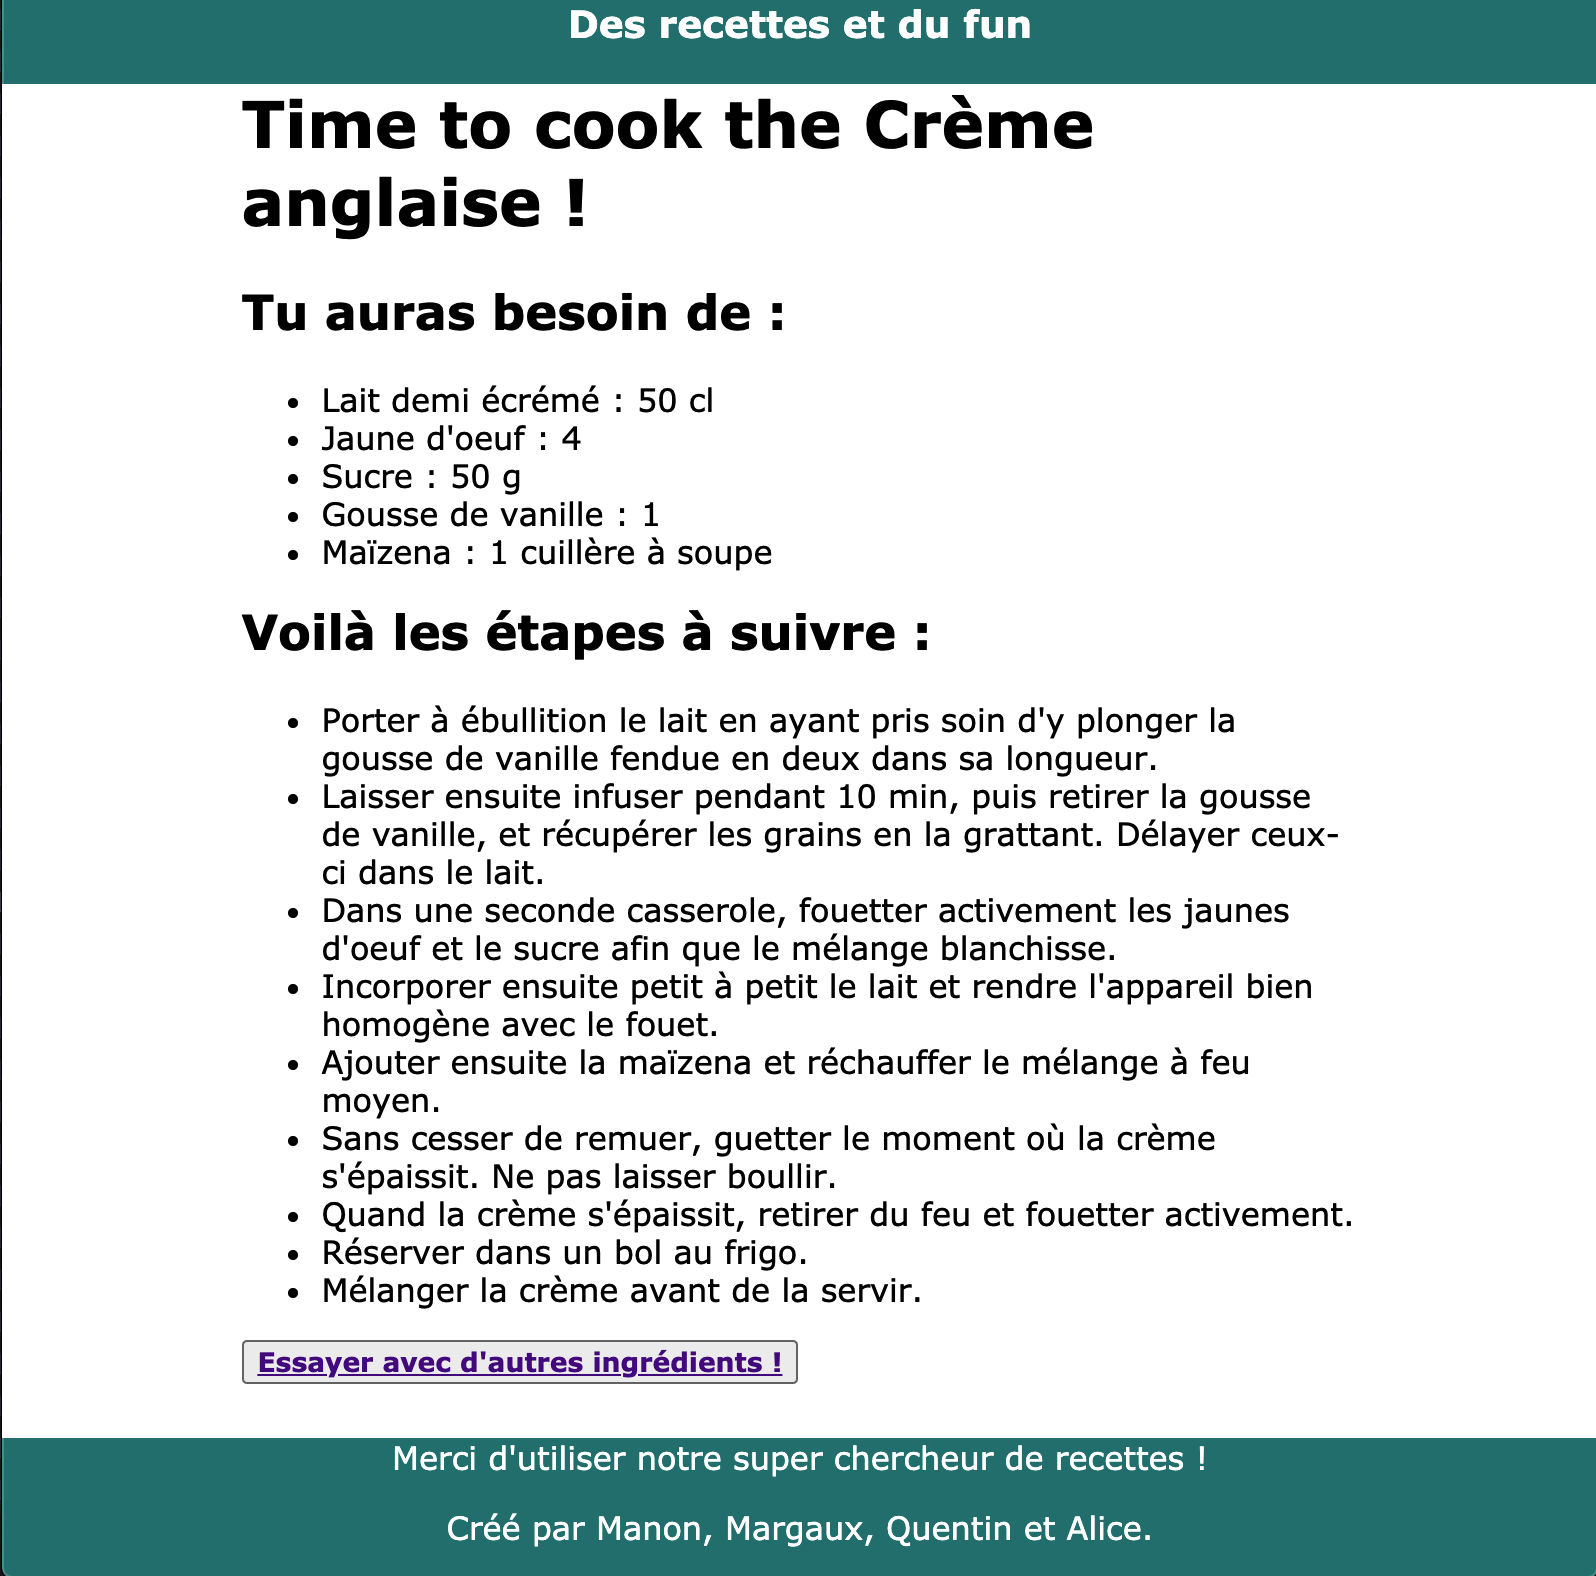 Des recettes et du fun
Time to cook the Crème
anglaise !
Tu auras besoin de :
• Lait demi écrémé : 50 cl
• Jaune d'oeuf : 4
• Sucre : 50 g
• Gousse de vanille : 1
• Maïzena : 1 cuillère à soupe
Voilà les étapes à suivre :
• Porter à ébullition le lait en ayant pris soin d'y plonger la
gousse de vanille fendue en deux dans sa longueur.
• Laisser ensuite infuser pendant 10 min, puis retirer la gousse
de vanille, et récupérer les grains en la grattant. Délayer ceux-
ci dans le lait.
• Dans une seconde casserole, fouetter activement les jaunes
d'oeuf et le sucre afin que le mélange blanchisse.
• Incorporer ensuite petit à petit le lait et rendre l'appareil bien
homogène avec le fouet.
• Ajouter ensuite la maïzena et réchauffer le mélange à feu
moyen.
• Sans cesser de remuer, guetter le moment où la crème
s'épaissit. Ne pas laisser boullir.
• Quand la crème s'épaissit, retirer du feu et fouetter activement.
• Réserver dans un bol au frigo.
• Mélanger la crème avant de la servir.
Essayer avec d'autres ingrédients !
Merci d'utiliser notre super chercheur de recettes !
Créé par Manon, Margaux, Quentin et Alice.